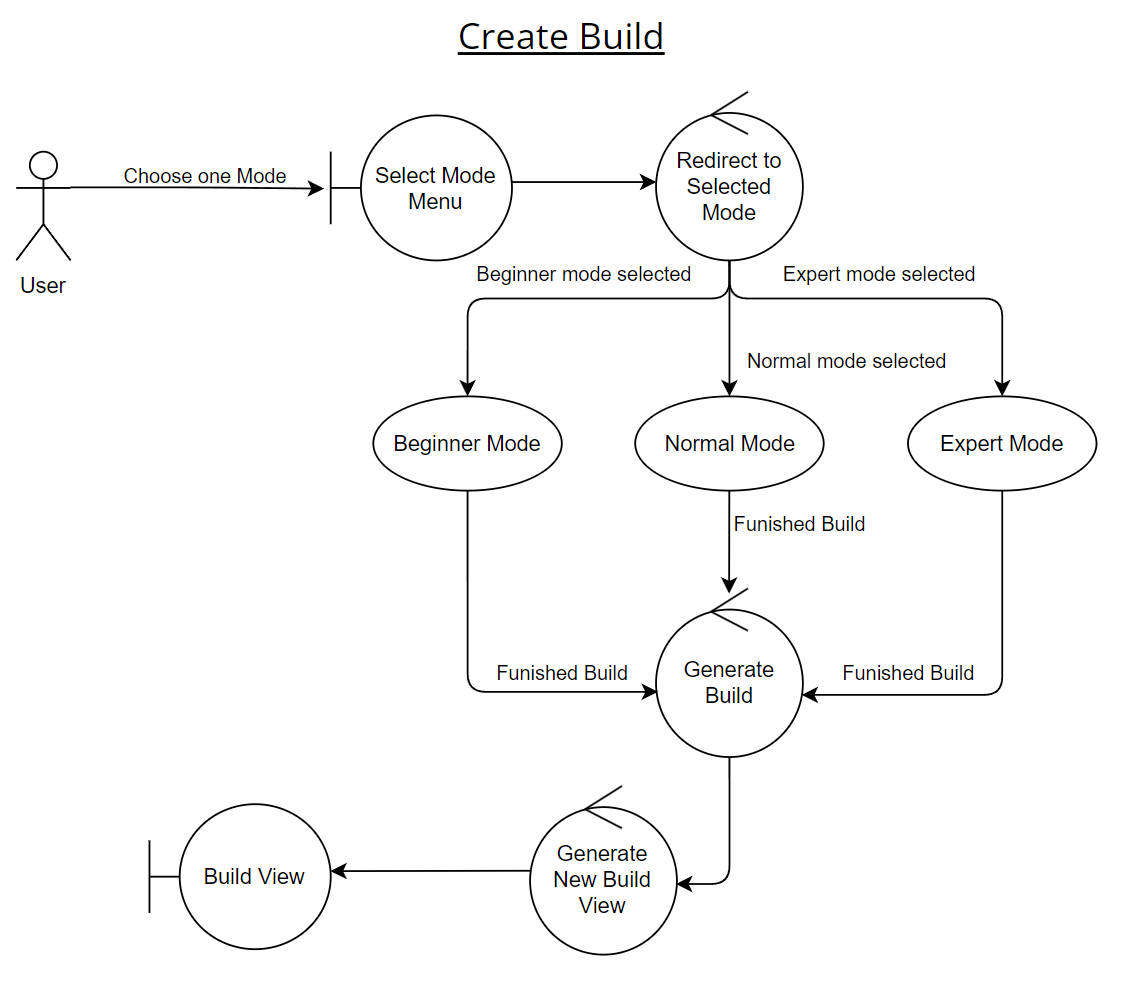 Create Build
Choose one Mode
User
Select Mode
Menu
Redirect to
Selected
Mode
Beginner mode selected
Expert mode selected
Normal mode selected
Beginner Mode
Normal Mode
Expert Mode
Funished Build
Funished Build
Generate
Build
Funished Build
Generate
New Build
View
Build View